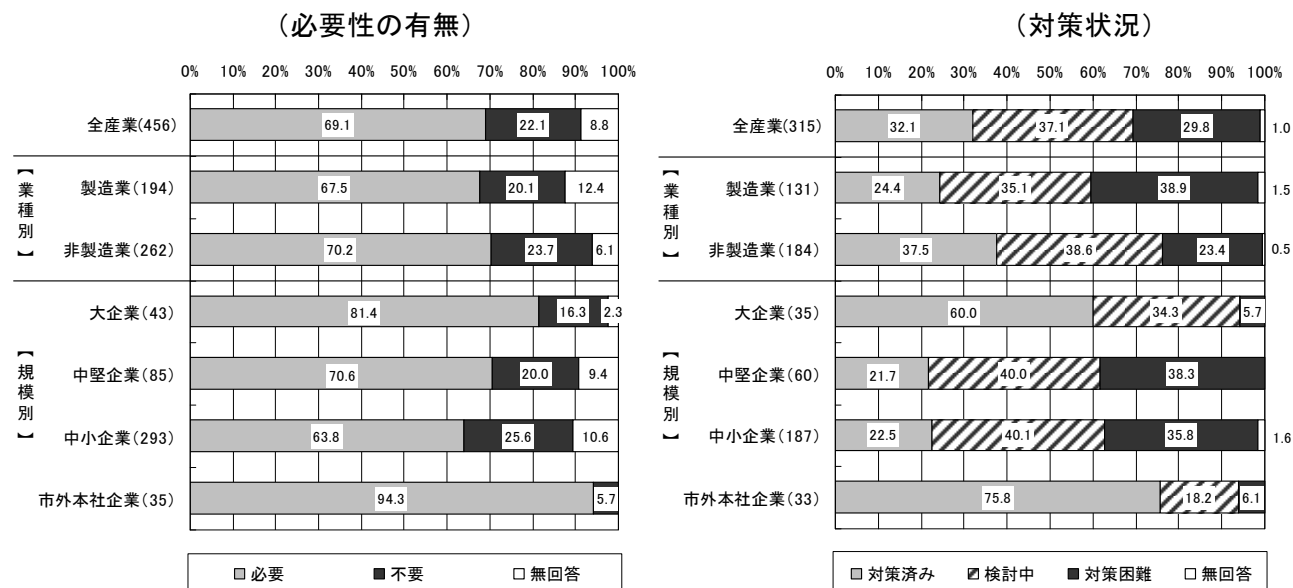 (必要性の有無)
0% 10% 20% 30% 40% 50% 60% 70% 80% 90% 100%
全産業(456) 69.1 22.1 8.8
【業種別】
製造業(194) 67.5 20.1 12.4
非製造業(262) 70.2 23.7 6.1
【規模別】
大企業(43) 81.4 16.3 2.3
中堅企業(85) 70.6 20.0 9.4
中小企業(293) 63.8 25.6 10.6
市外本社企業(35) 94.3 5.7
必要 不要 無回答
(対策状況)
0% 10% 20% 30% 40% 50% 60% 70% 80% 90% 100%
全産業(315) 32.1 37.1 29.8 1.0
【業種別】
製造業(131) 24.4 35.1 38.9 1.5
非製造業(184) 37.5 38.6 23.4 0.5
【規模別】
大企業(35) 60.0 34.3 5.7
中堅企業(60) 21.7 40.0 38.3
中小企業(187) 22.5 40.1 35.8 1.6
市外本社企業(33) 75.8 18.2 6.1
対策済み 検討中 対策困難 無回答